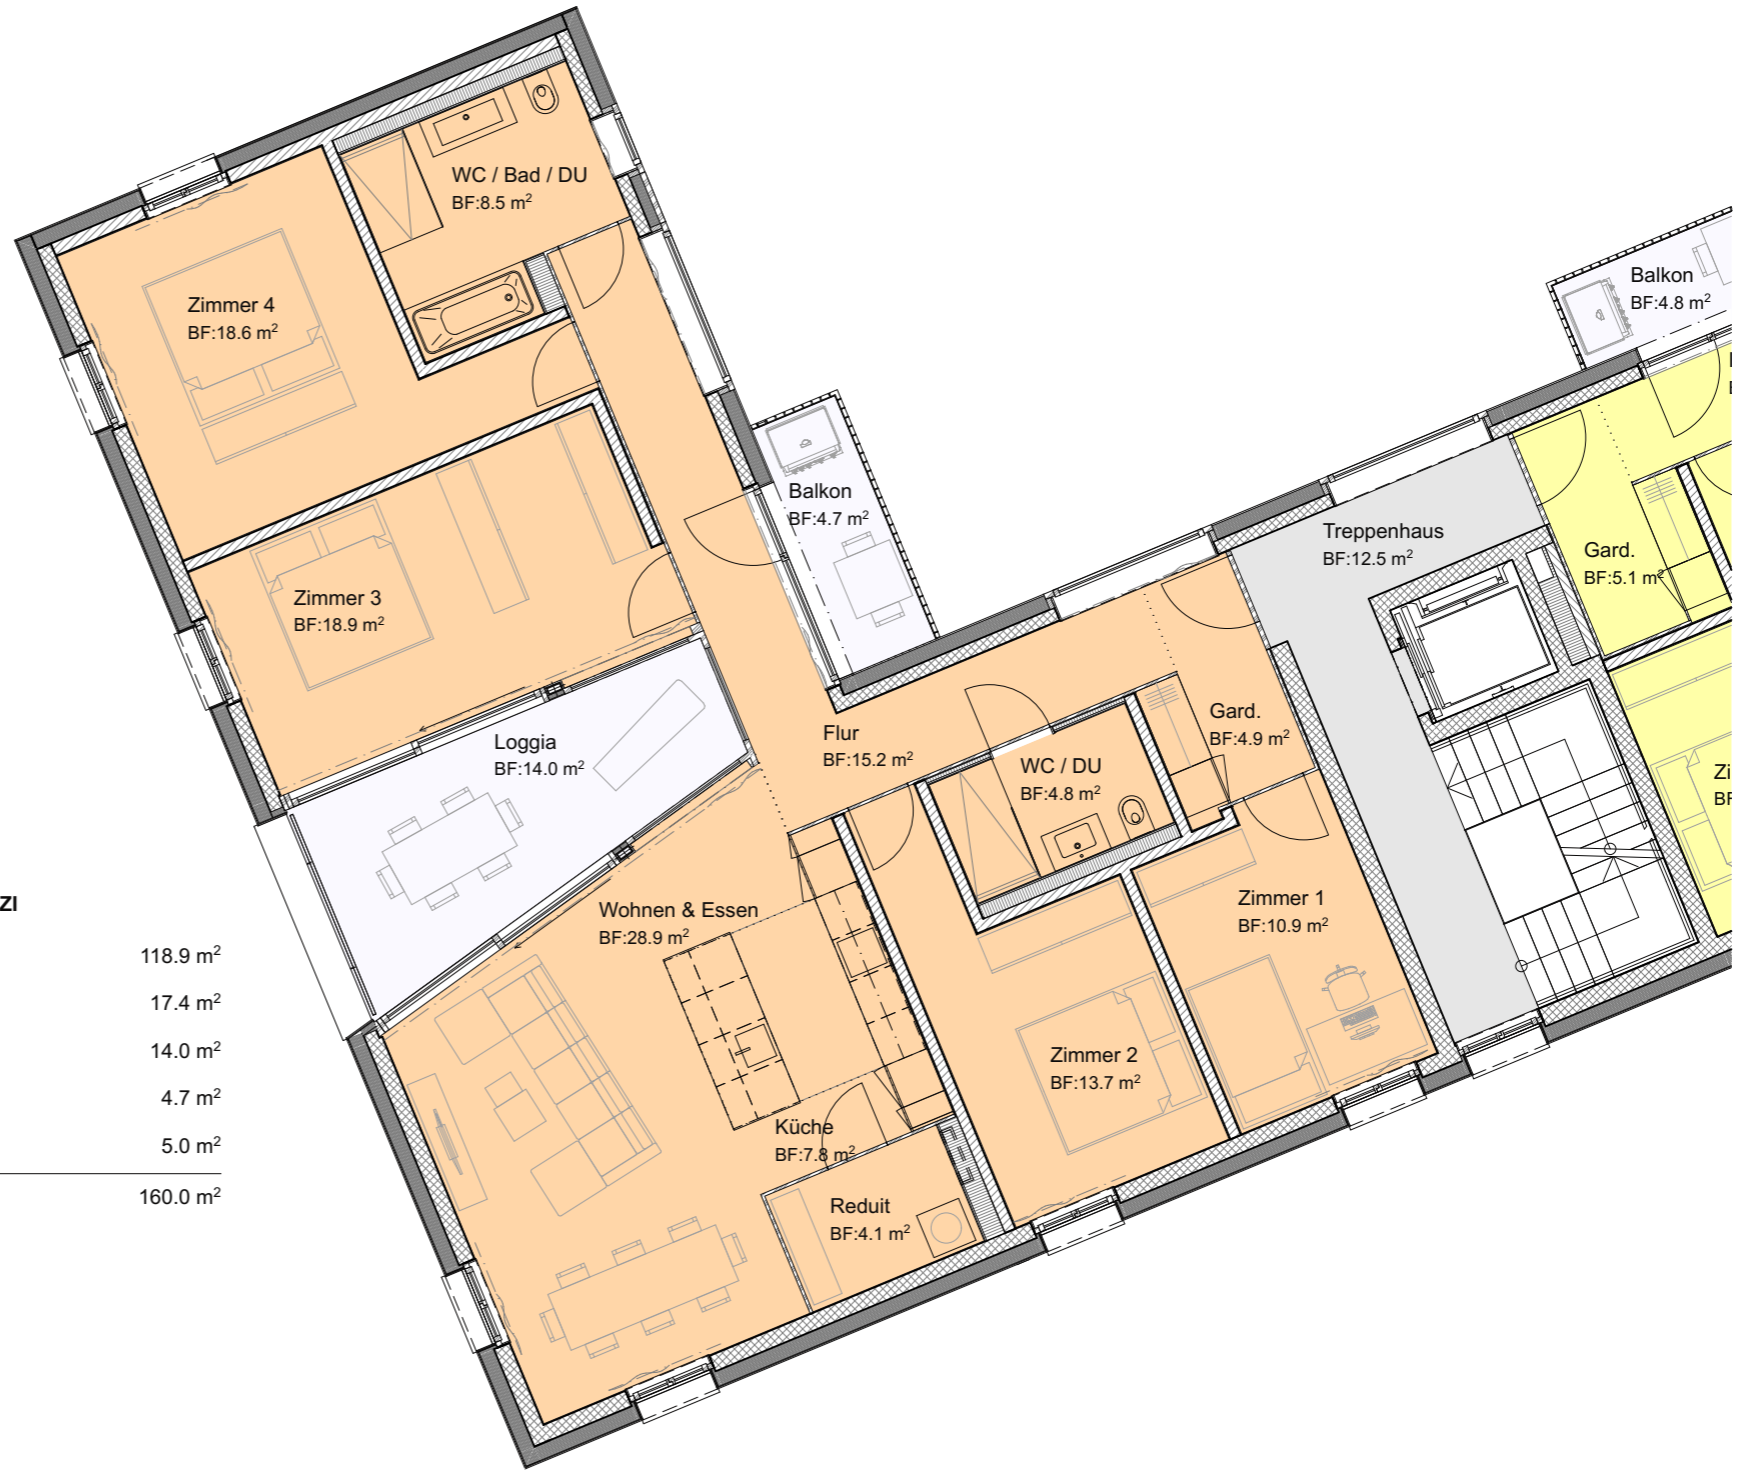 WC / Bad / DU
BF:8.5 m²
Zimmer 4
BF:18.6 m²
Balkon
BF:4.8 m²
Balkon
BF:4.7 m²
Treppenhaus
BF:12.5 m²
Gard.
BF:5.1 m²
Zimmer 3
BF:18.9 m²
Loggia
BF:14.0 m²
Flur
BF:15.2 m²
Gard.
BF:4.9 m²
WC / DU
BF:4.8 m²
Zi
BF
Wohnen & Essen
BF:28.9 m²
Zimmer 1
BF:10.9 m²
Zimmer 2
BF:13.7 m²
Küche
BF:7.8 m²
Reduit
BF:4.1 m²
ZI
118.9 m²
17.4 m²
14.0 m²
4.7 m²
5.0 m²
160.0 m²